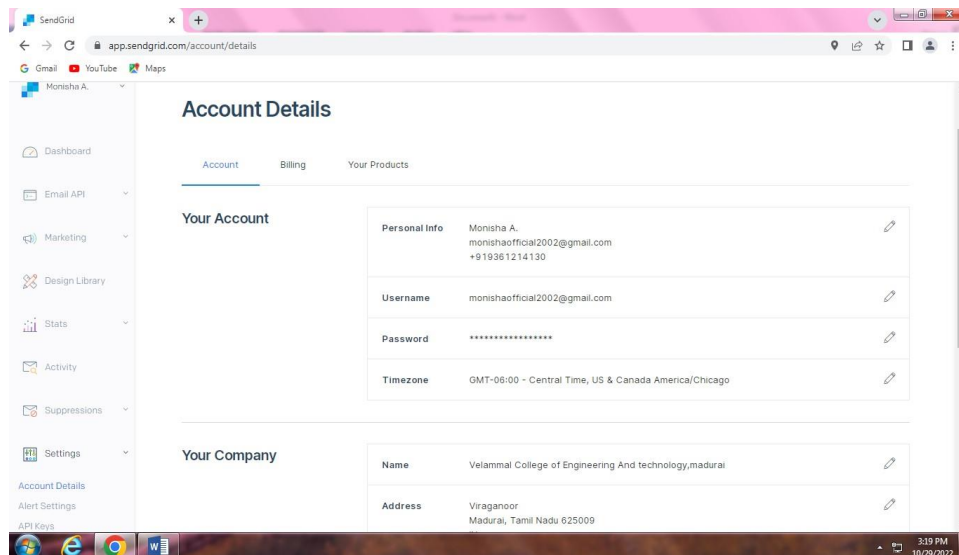 SendGrid
app.sendgrid.com/account/details
Gmail YouTube Maps
Monisha A.
Dashboard
Email API
Marketing
Design Library
Stats
Activity
Suppressions
Settings
Account Details
Alert Settings
API Keys
Account Details
Account Billing Your Products
Your Account
Personal Info Monisha A.
monishaofficial2002@gmail.com
+919361214130
Username monishaofficial2002@gmail.com
Password *****************
Timezone GMT-06:00 - Central Time, US & Canada America/Chicago
Your Company
Name Velammal College of Engineering And technology,madurai
Address Viraganoor
Madurai, Tamil Nadu 625009
3:19 PM
10/29/2022